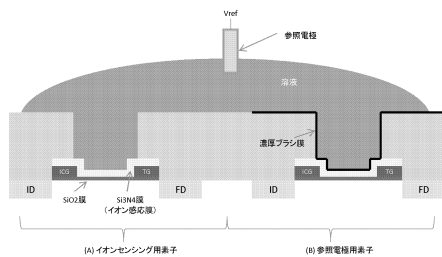 Vref
参照電極
溶液
濃厚ブラシ膜
ICG
TG
ICG
TG
ID
SiO2膜
Si3N4膜
(イオン感応膜)
FD
ID
FD
(A) イオンセンシング用素子
(B) 参照電極用素子